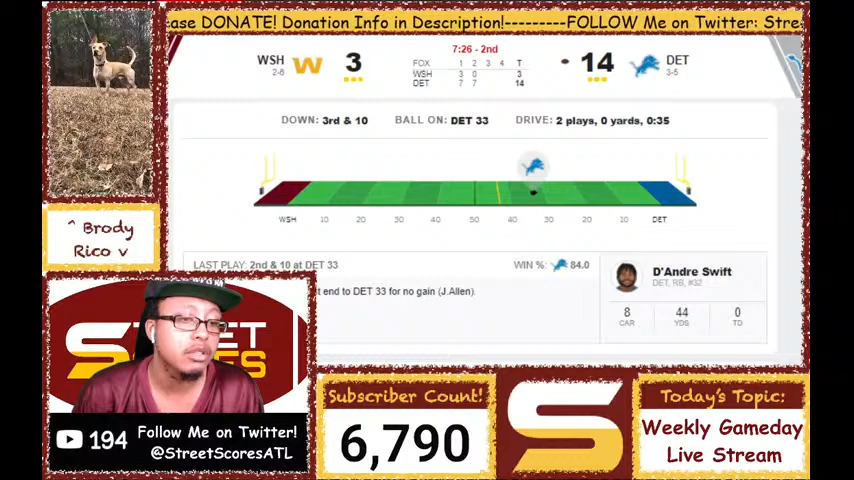 ase DONATE! Donation Info in Description!---------FOLLOW Me on Twitter: Stre
WSH
2-6
W
3
7:26 - 2nd
FOX 1 2 3 4 T
WSH 3 0 3
DET 7 7 14
14
DET
3-5
DOWN: 3rd & 10 BALL ON: DET 33 DRIVE: 2 plays, 0 yards, 0:35
WSH 10 20 30 40 50 40 30 20 10 DET
^ Brody
Rico v
LAST PLAY: 2nd & 10 at DET 33 WIN %: 84.0
t end to DET 33 for no gain (J.Allen).
D'Andre Swift
DET, RB, #32
8 44 0
CAR YDS TD
194
Follow Me on Twitter!
@StreetScoresATL
Subscriber Count!
6,790
S
Today's Topic:
Weekly Gameday
Live Stream